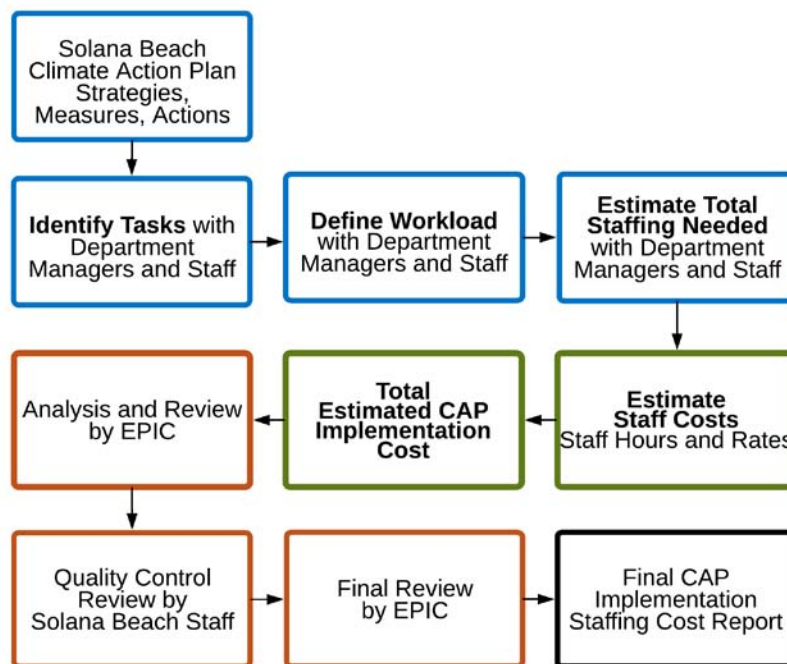 Solana Beach
Climate Action Plan
Strategies,
Measures, Actions
Identify Tasks with
Department
Managers and Staff
Define Workload
with Department
Managers and Staff
Estimate Total
Staffing Needed
with Department
Managers and Staff
Estimate
Staff Costs
Staff Hours and Rates
Total
Estimated CAP
Implementation
Cost
Analysis and Review
by EPIC
Quality Control
Review by
Solana Beach Staff
Final Review
by EPIC
Final CAP
Implementation
Staffing Cost Report